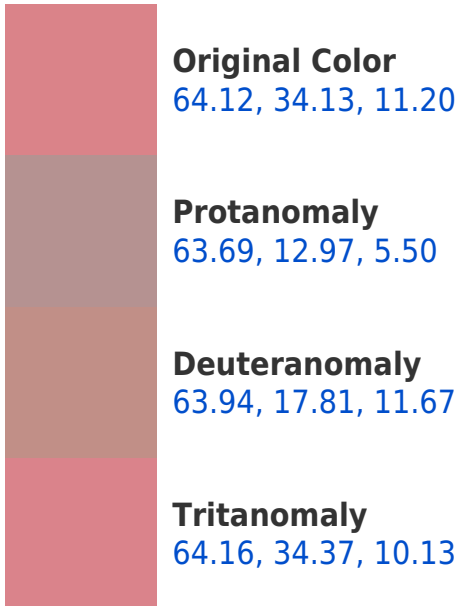 Original Color
64.12, 34.13, 11.20
Protanomaly
63.69, 12.97, 5.50
Deuteranomaly
63.94, 17.81, 11.67
Tritanomaly
64.16, 34.37, 10.13